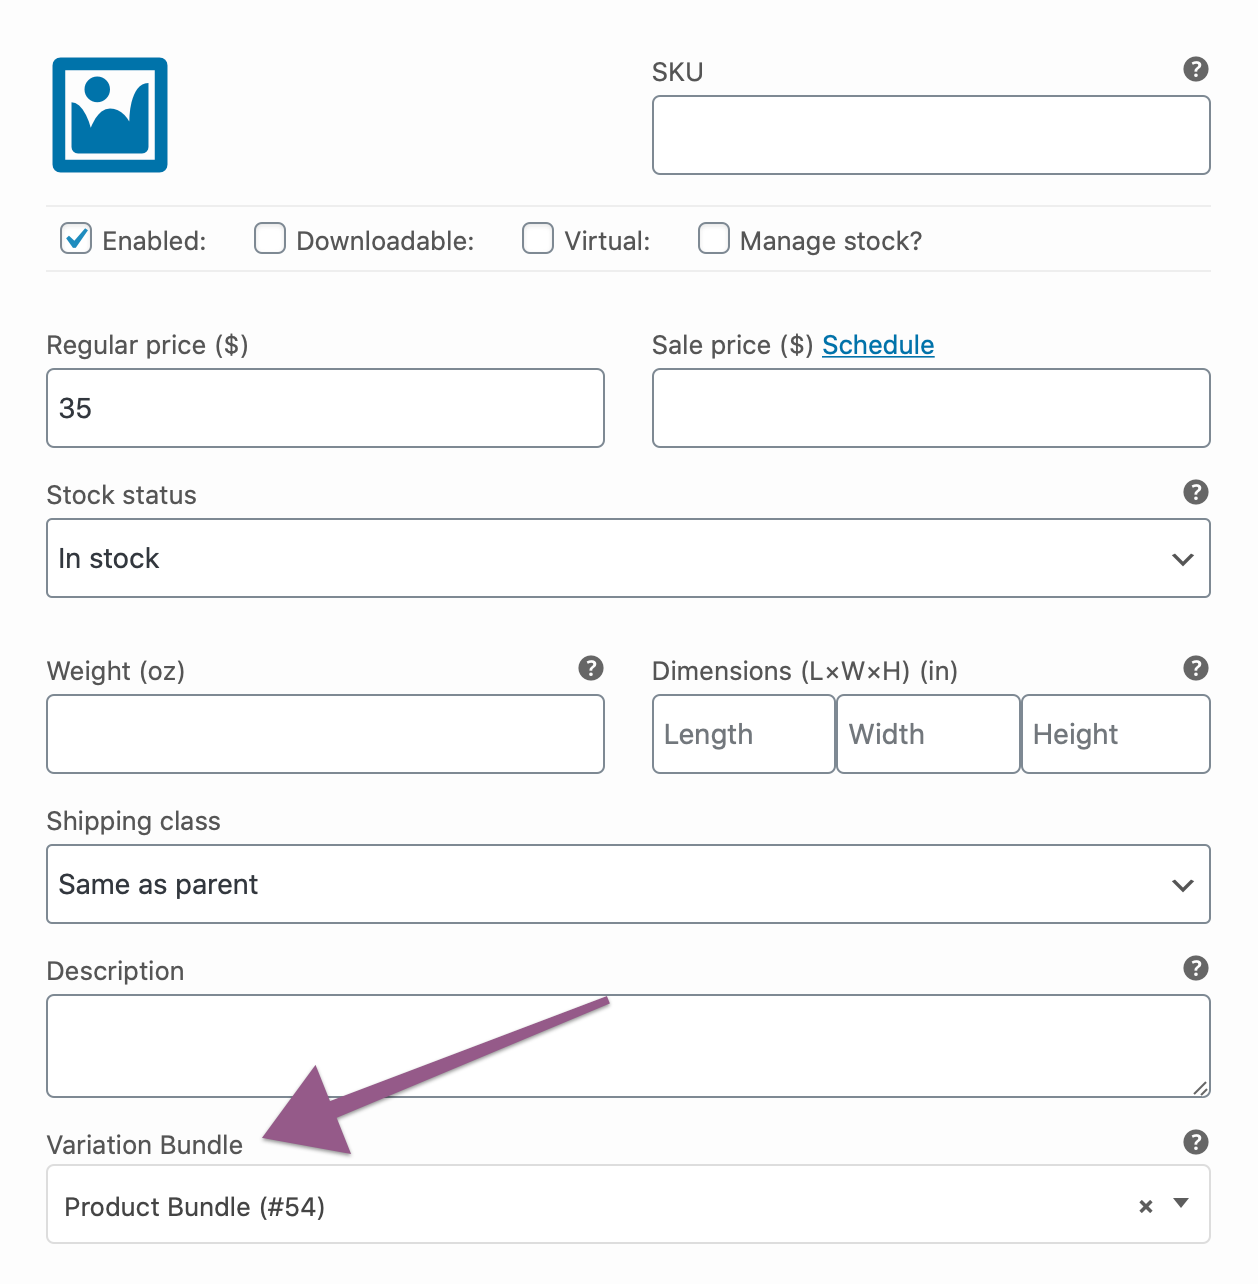 SKU
Enabled: Downloadable: Virtual: Manage stock?
Regular price ($) Sale price ($) Schedule
35
Stock status
In stock
Weight (oz) Dimensions (L×W×H) (in)
Length Width Height
Shipping class
Same as parent
Description
Variation Bundle
Product Bundle (#54) ×